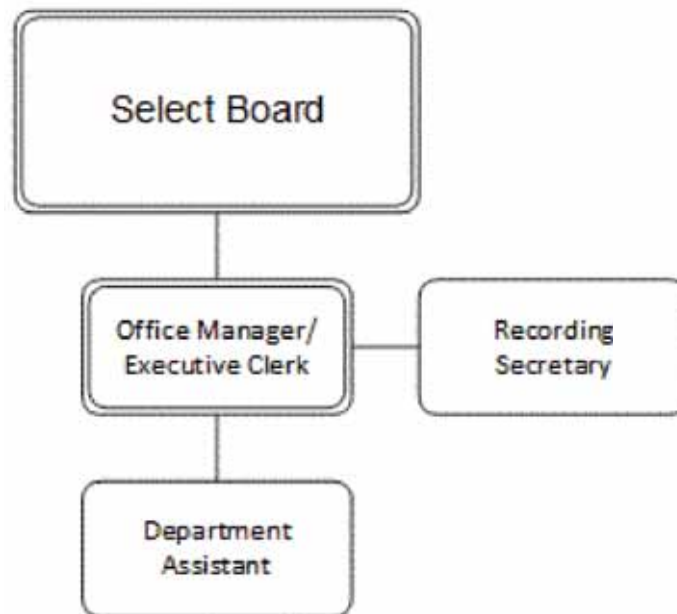 Select Board
Office Manager/
Executive Clerk
Recording
Secretary
Department
Assistant